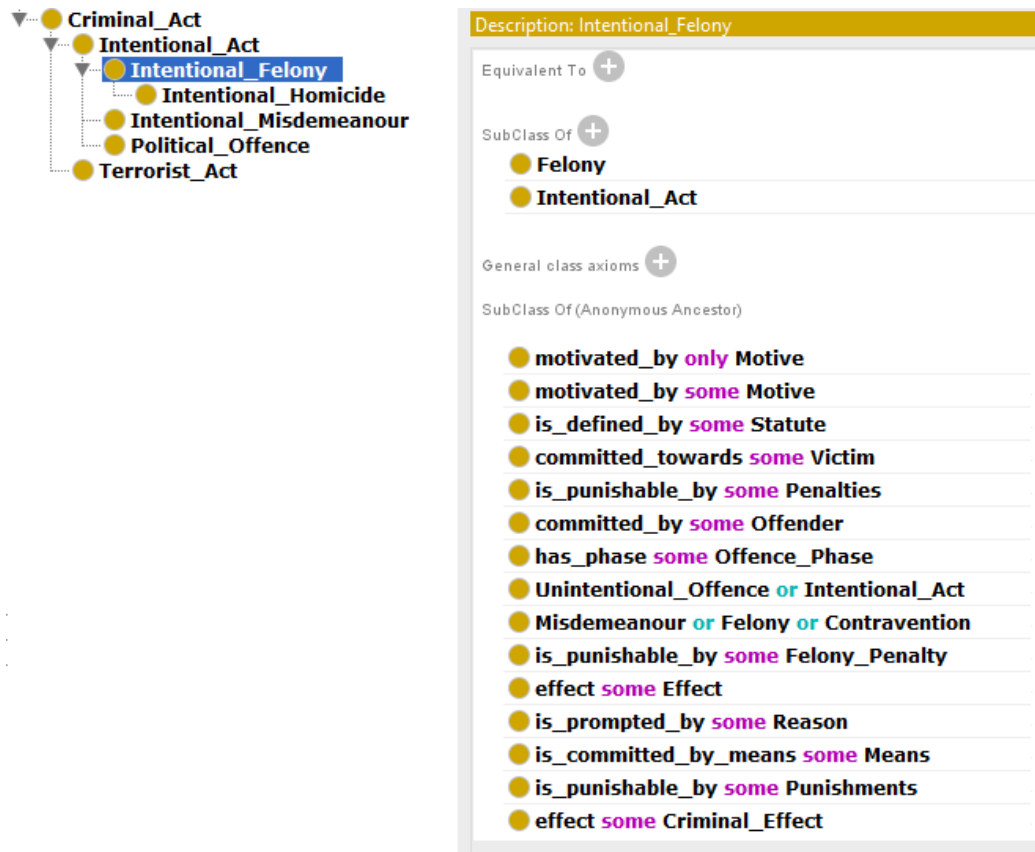 Criminal_Act
Intentional_Act
Intentional_Felony
Intentional_Homicide
Intentional_Misdemeanour
Political_Offence
Terrorist_Act
Description: Intentional_Felony
Equivalent To
SubClass Of
Felony
Intentional_Act
General class axioms
SubClass Of (Anonymous Ancestor)
motivated_by only Motive
motivated_by some Motive
is_defined_by some Statute
committed_towards some Victim
is_punishable_by some Penalties
committed_by some Offender
has_phase some Offence_Phase
Unintentional_Offence or Intentional_Act
Misdemeanour or Felony or Contravention
is_punishable_by some Felony_Penalty
effect some Effect
is_prompted_by some Reason
is_committed_by_means some Means
is_punishable_by some Punishments
effect some Criminal_Effect